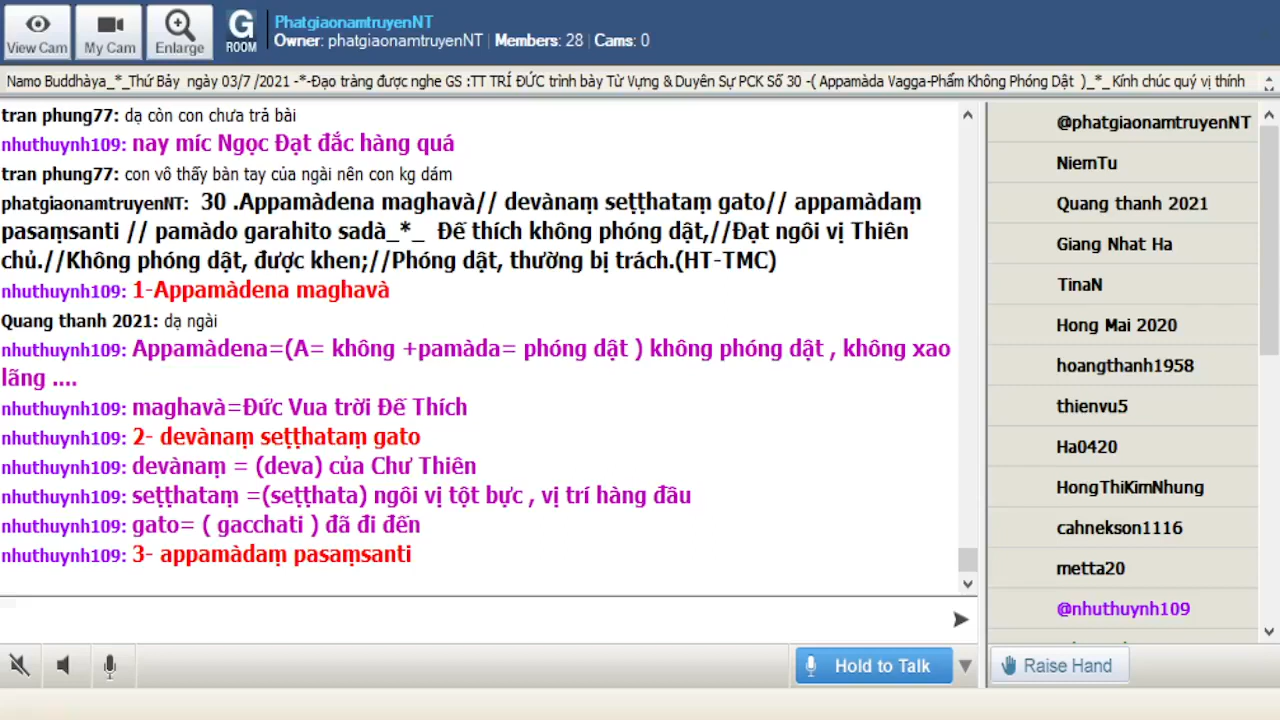 View Cam
My Cam
Enlarge
G
ROOM
PhatgiaonamtruyenNT
Owner: phatgiaonamtruyenNT | Members: 28 | Cams: 0
Namo Buddhàya_*_Thứ Bảy ngày 03/7 /2021 -*-Đạo tràng được nghe GS :TT TRÍ ĐỨC trình bày Từ Vựng & Duyên Sự PCK Số 30 -( Appamàda Vagga-Phẩm Không Phóng Dật )_*_ Kính chúc quý vị thính
tran phung77: dạ còn con chưa trả bài
nhuthuynh109: nay míc Ngọc Đạt đắc hàng quá
tran phung77: con vô thấy bàn tay của ngài nên con kg dám
phatgiaonamtruyenNT: 30 .Appamàdena maghavà// devànaṃ seṭṭhataṃ gato// appamàdaṃ
pasaṃsanti // pamàdo garahito sadà_*_ Đế thích không phóng dật,//Đạt ngôi vị Thiên
chủ.//Không phóng dật, được khen;//Phóng dật, thường bị trách.(HT-TMC)
nhuthuynh109: 1-Appamàdena maghavà
Quang thanh 2021: dạ ngài
nhuthuynh109: Appamàdena=(A= không +pamàda= phóng dật ) không phóng dật , không xao
lãng ....
nhuthuynh109: maghavà=Đức Vua trời Đế Thích
nhuthuynh109: 2- devànaṃ seṭṭhataṃ gato
nhuthuynh109: devànaṃ = (deva) của Chư Thiên
nhuthuynh109: seṭṭhataṃ =(seṭṭhata) ngôi vị tột bực , vị trí hàng đầu
nhuthuynh109: gato= ( gacchati ) đã đi đến
nhuthuynh109: 3- appamàdaṃ pasaṃsanti
@phatgiaonamtruyenNT
NiemTu
Quang thanh 2021
Giang Nhat Ha
TinaN
Hong Mai 2020
hoangthanh1958
thienvu5
Ha0420
HongThiKimNhung
cahnekson1116
metta20
@nhuthuynh109
Hold to Talk
Raise Hand